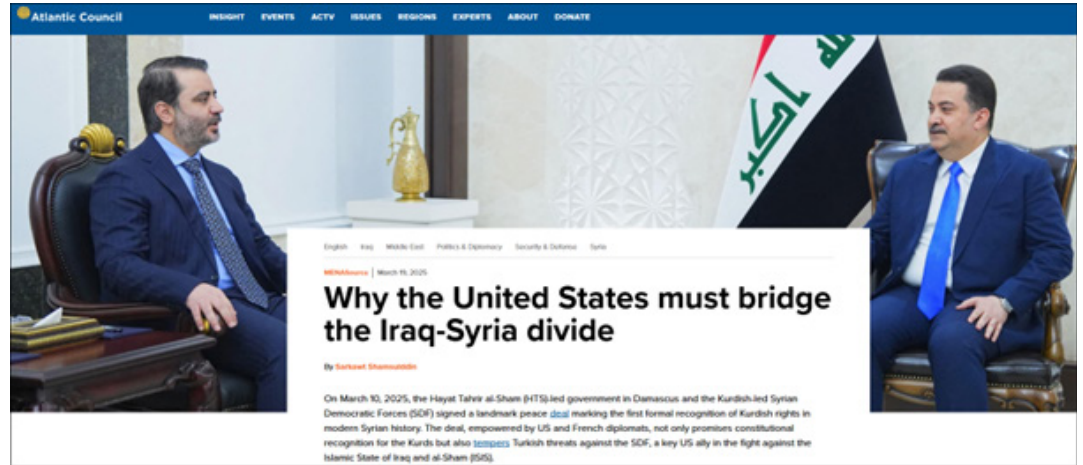 Atlantic Council
INSIGHT EVENTS ACTV ISSUES REGIONS EXPERTS ABOUT DONATE
الله
اكبر
English Iraq Middle East Politics & Diplomacy Security & Defense Syria
MENASource | March 19, 2025
Why the United States must bridge
the Iraq-Syria divide
By Sarkawt Shamsulddin
On March 10, 2025, the Hayat Tahrir al-Sham (HTS)-led government in Damascus and the Kurdish-led Syrian
Democratic Forces (SDF) signed a landmark peace deal marking the first formal recognition of Kurdish rights in
modern Syrian history. The deal, empowered by US and French diplomats, not only promises constitutional
recognition for the Kurds but also tempers Turkish threats against the SDF, a key US ally in the fight against the
Islamic State of Iraq and al-Sham (ISIS).